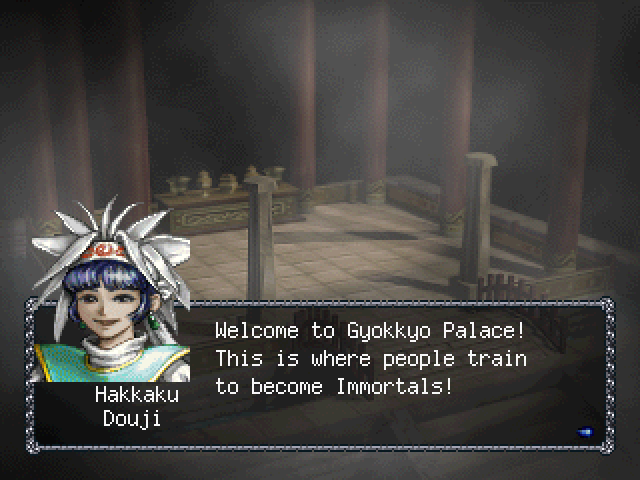 Welcome to Gyokkyo Palace!
This is where people train
to become Immortals!
Hakkaku
Douji